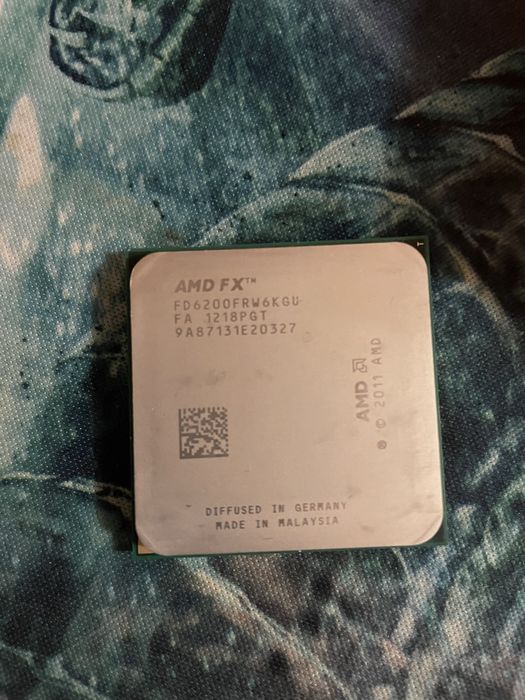 AMD FX™
FD6200FRW6KGU
FA 1218PGT
9A87131E20327
AMD
® © 2011 AMD
DIFFUSED IN GERMANY
MADE IN MALAYSIA
T